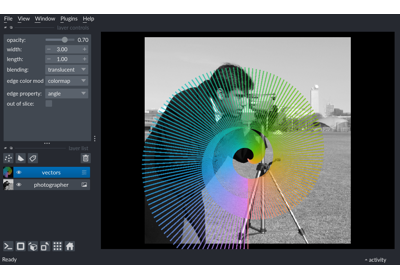 File View Window Plugins Help
layer controls
opacity: 0.70
width: 3.00
length: 1.00
blending: translucent
edge color mod colormap
edge property: angle
out of slice:
layer list
vectors
photographer
Ready activity